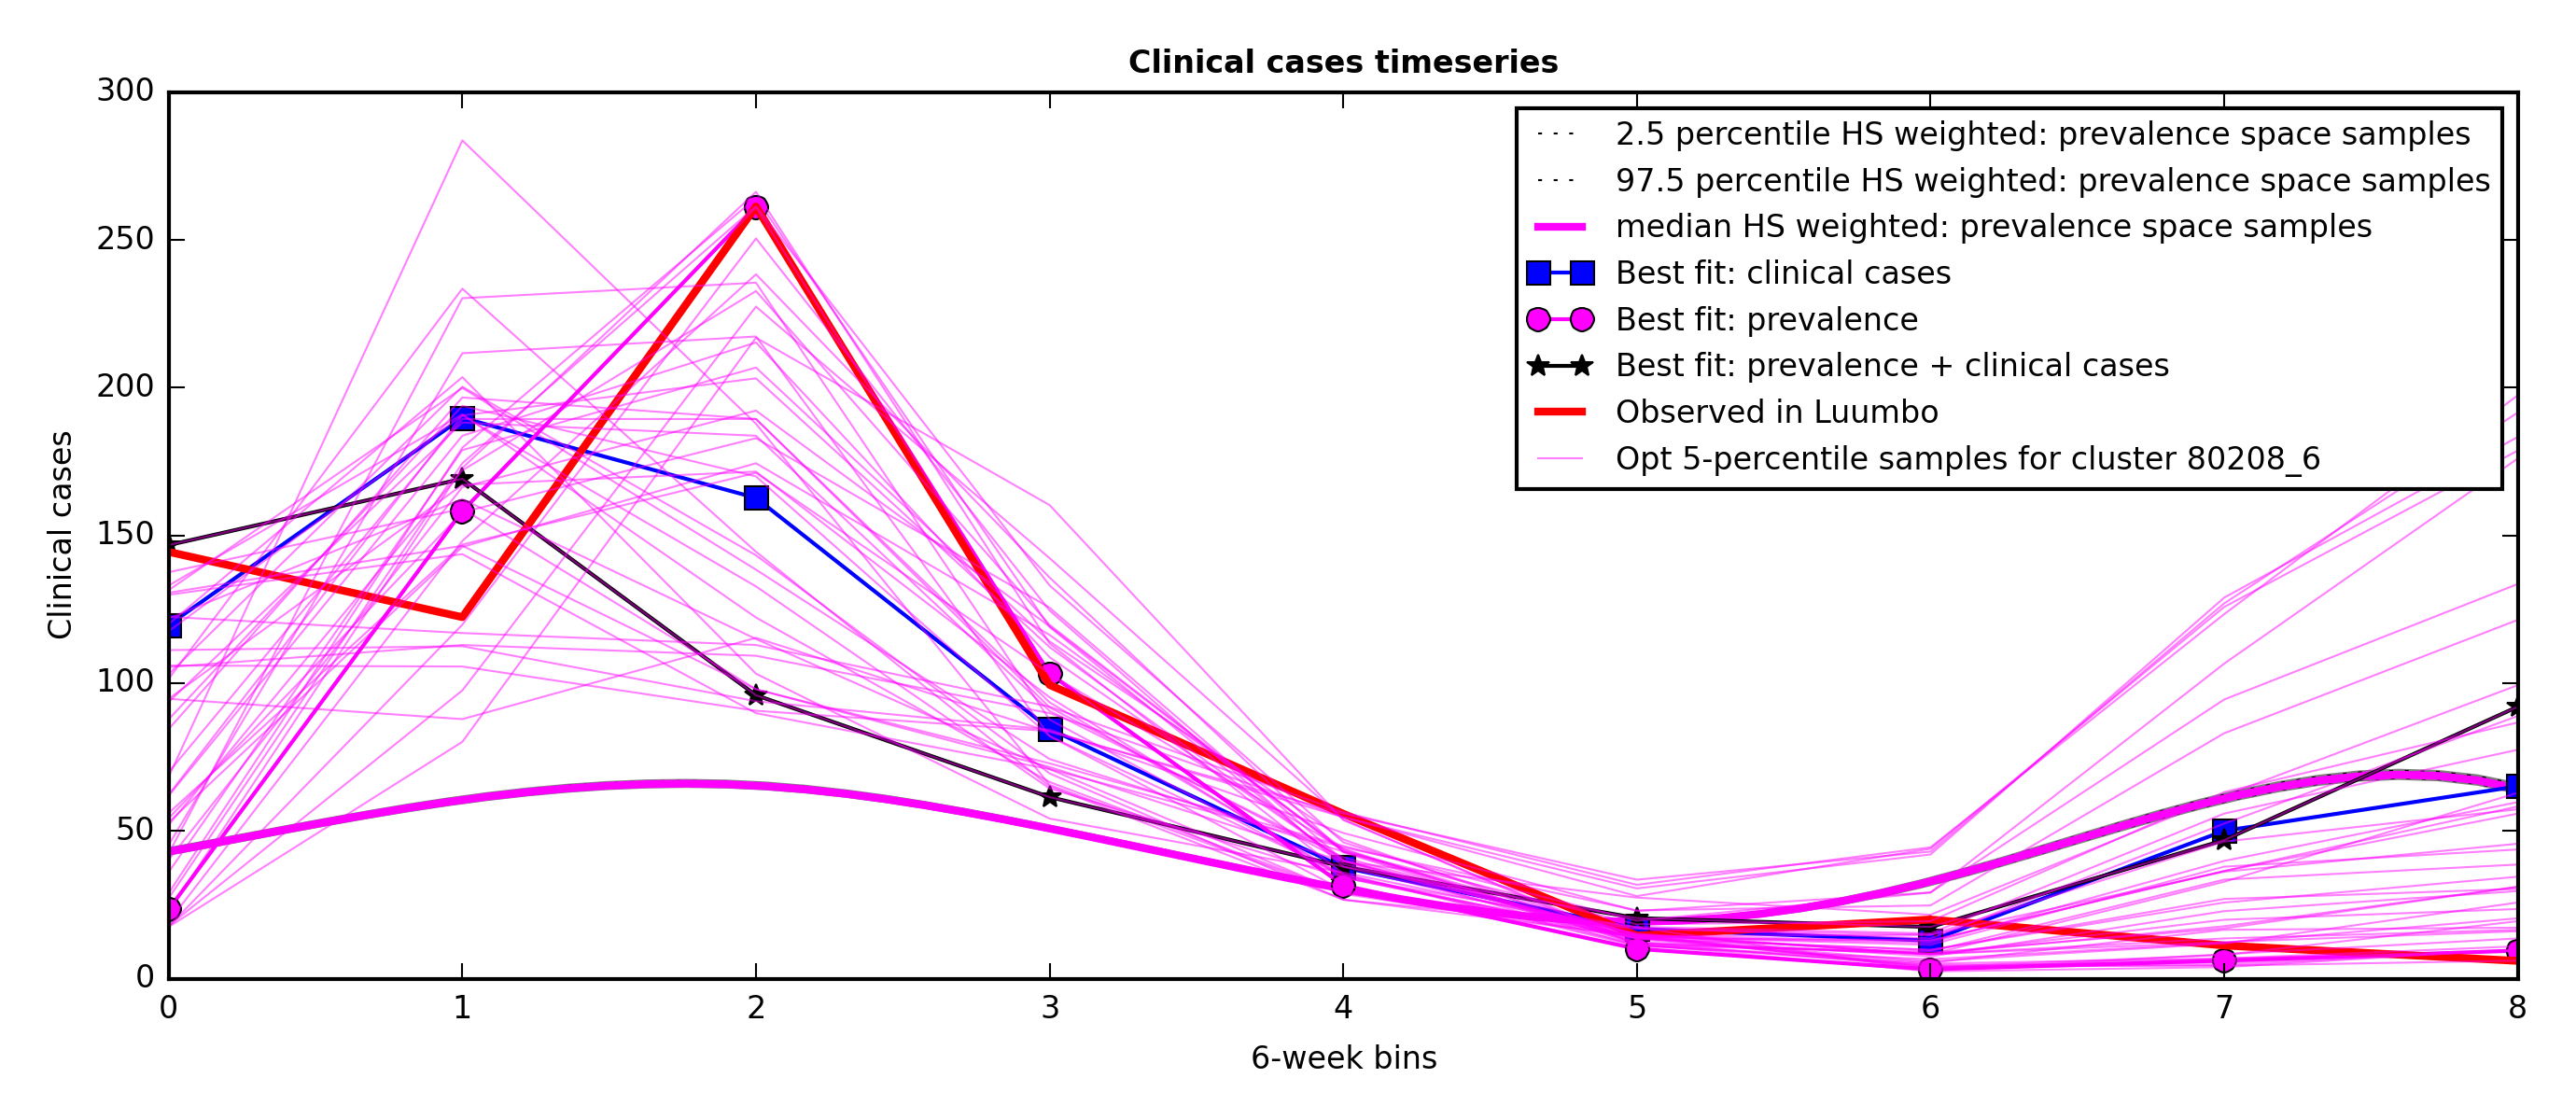 Clinical cases timeseries
300
250
200
150
100
50
0
Clinical cases
2.5 percentile HS weighted: prevalence space samples
97.5 percentile HS weighted: prevalence space samples
median HS weighted: prevalence space samples
Best fit: clinical cases
Best fit: prevalence
Best fit: prevalence + clinical cases
Observed in Luumbo
Opt 5-percentile samples for cluster 80208_6
0 1 2 3 4 5 6 7 8
6-week bins